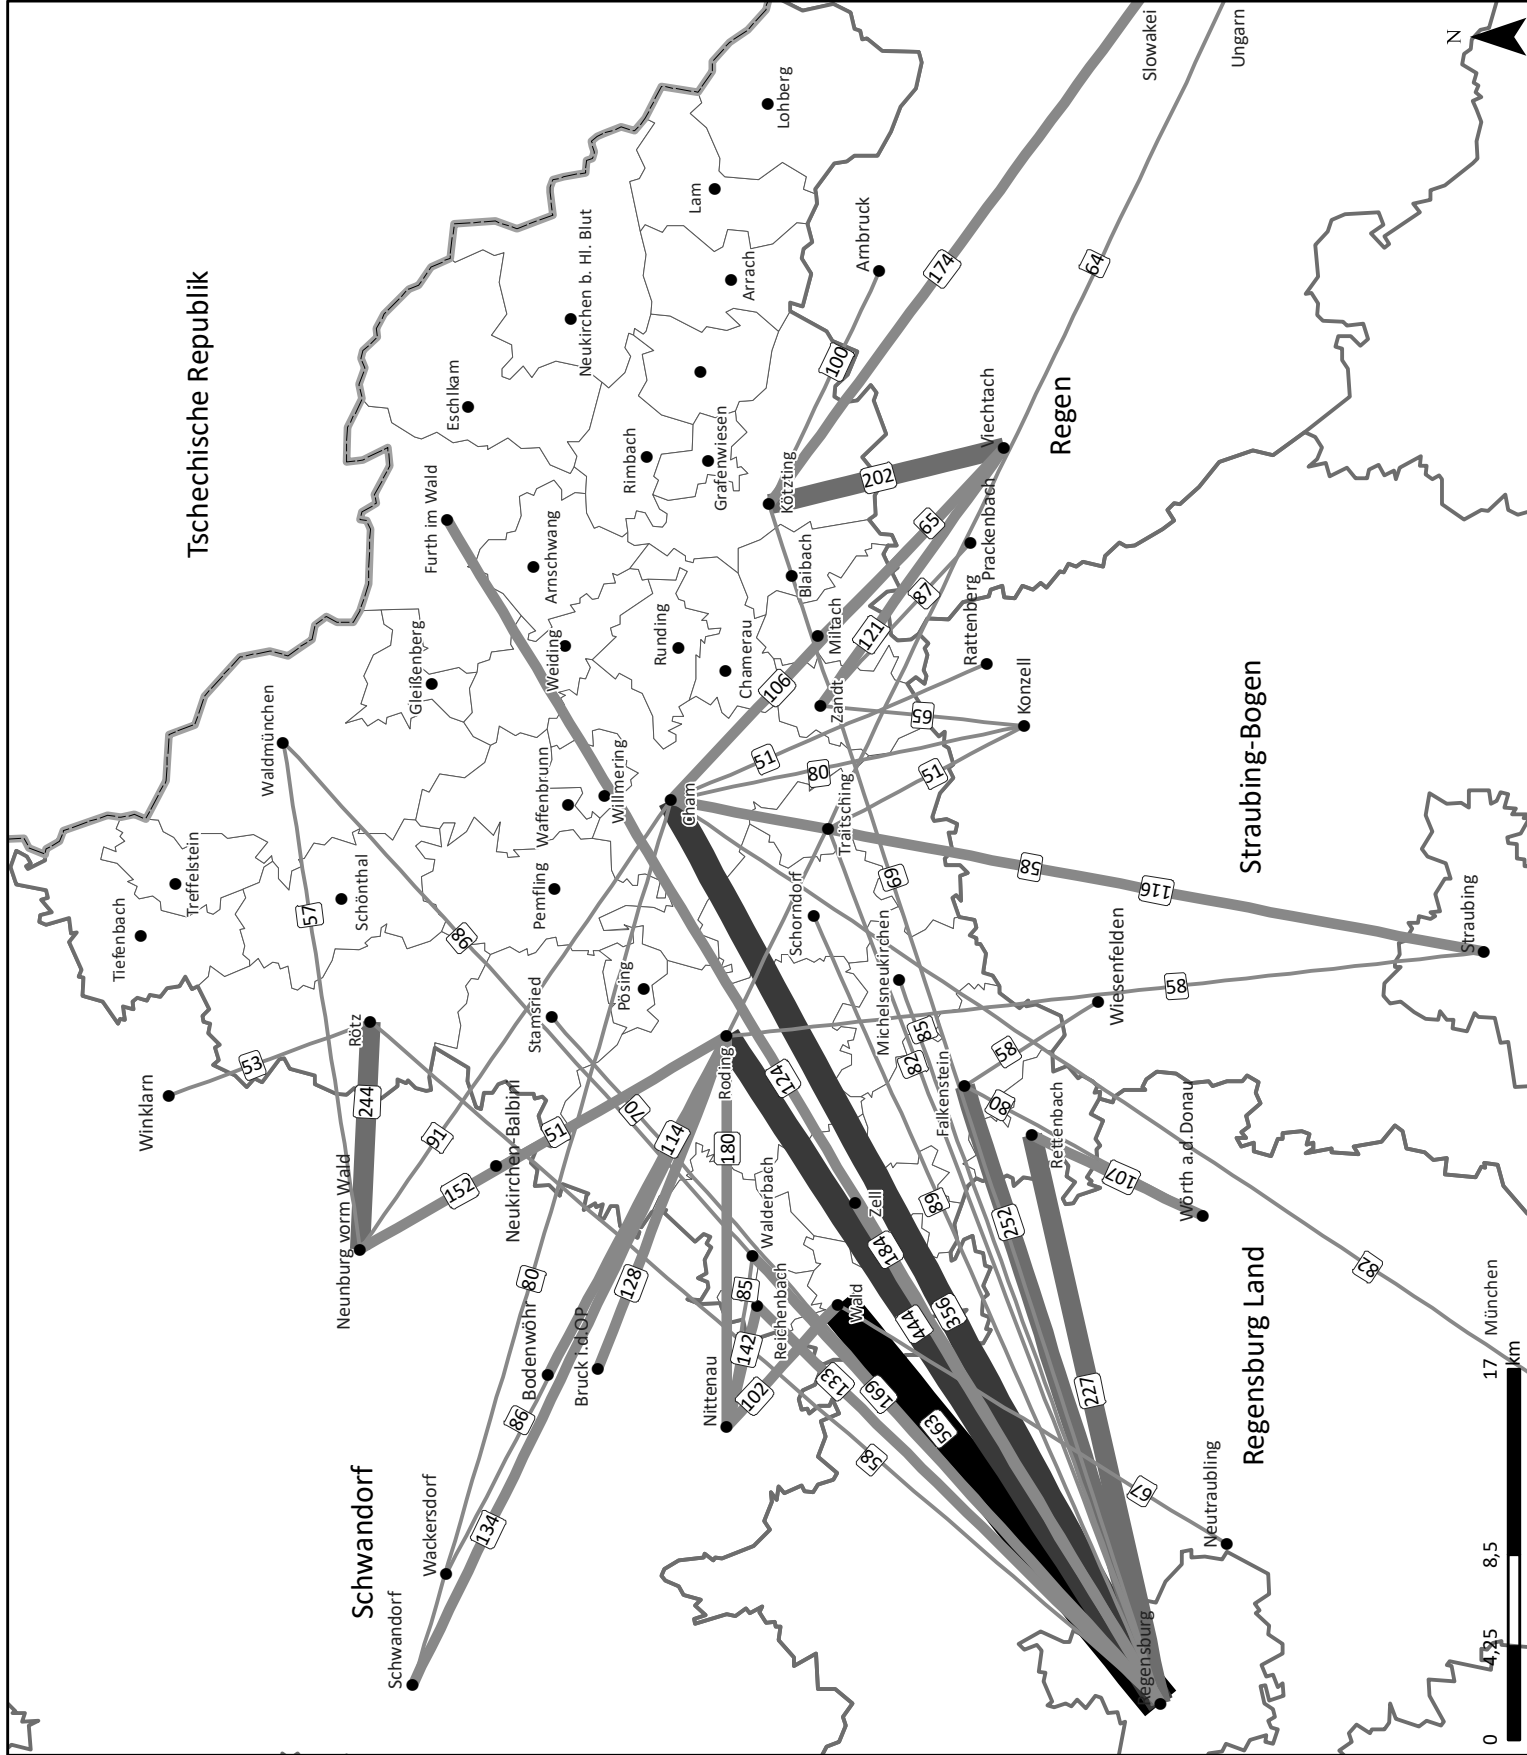 Tschechische Republik
Schwandorf
Regen
Straubing-Bogen
Regensburg Land
Slowakei
Ungarn
N
Lohberg
Lam
Arrach
Arnbruck
Neukirchen b. Hl. Blut
Eschlkam
Rimbach
Grafenwiesen
Kötzting
Viechtach
Prackenbach
Rattenberg
Konzell
Furth im Wald
Arnschwang
Weiding
Gleißenberg
Runding
Chamerau
Blaibach
Miltach
Zandt
Waldmünchen
Waffenbrunn
Willmering
Cham
Traitsching
Schorndorf
Michelsneukirchen
Falkenstein
Wiesenfelden
Straubing
Rettenbach
Wörth a.d.Donau
München
Tiefenbach
Treffelstein
Schönthal
Pemfling
Pösing
Stamsried
Rötz
Winklarn
Neunburg vorm Wald
Neukirchen-Balbini
Roding
Bodenwöhr
Bruck i.d.OP
Nittenau
Walderbach
Reichenbach
Zell
Wald
Wackersdorf
Schwandorf
Regensburg
Neutraubling
174
64
100
202
65
87
121
106
65
51
80
51
69
58
116
58
58
85
82
80
107
252
89
227
82
57
98
53
244
91
152
51
70
114
180
128
80
86
134
85
142
102
133
169
58
563
444
356
184
124
67
0
4,25
8,5
17
km